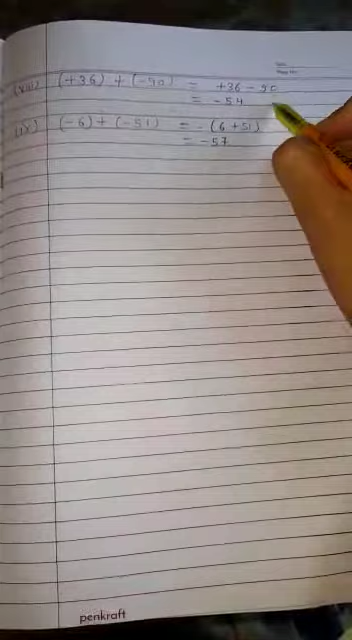 (viii) (+36) + (-90) = +36 - 90
= -54
(ix) (-6) + (-51) = -(6 + 51)
= -57
penkraft